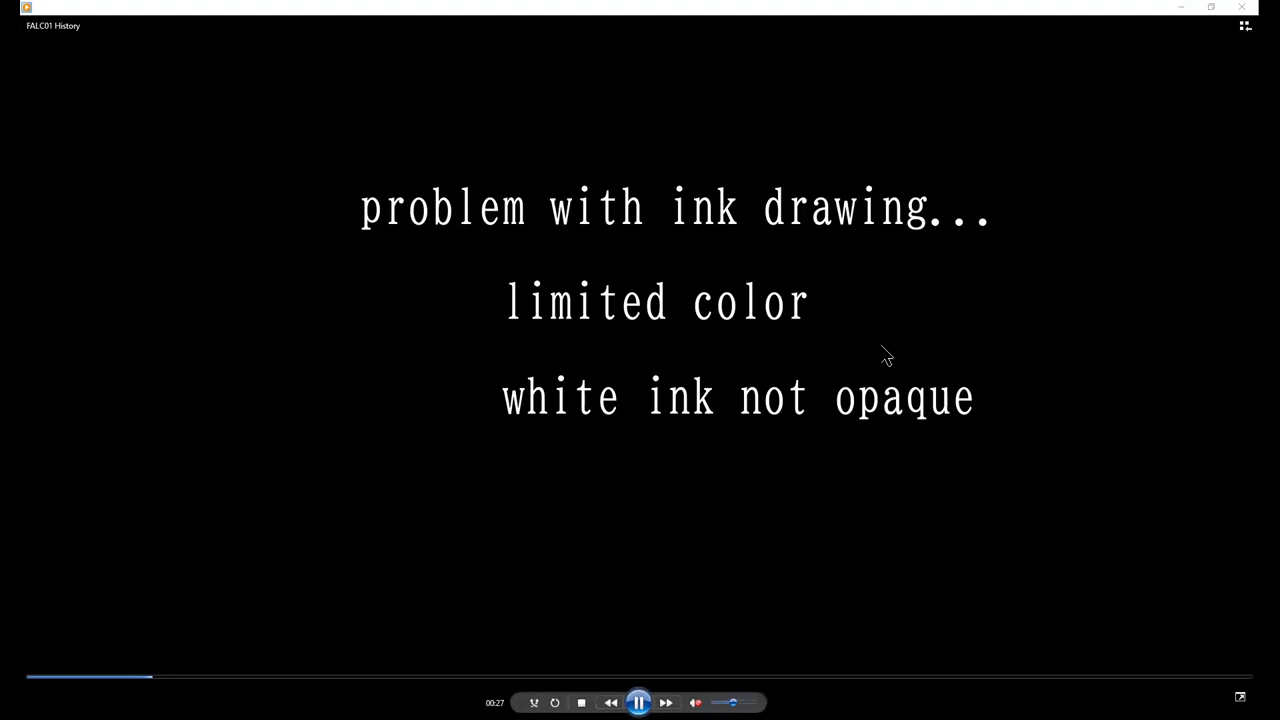 FALC01 History
problem with ink drawing...
limited color
white ink not opaque
00:27